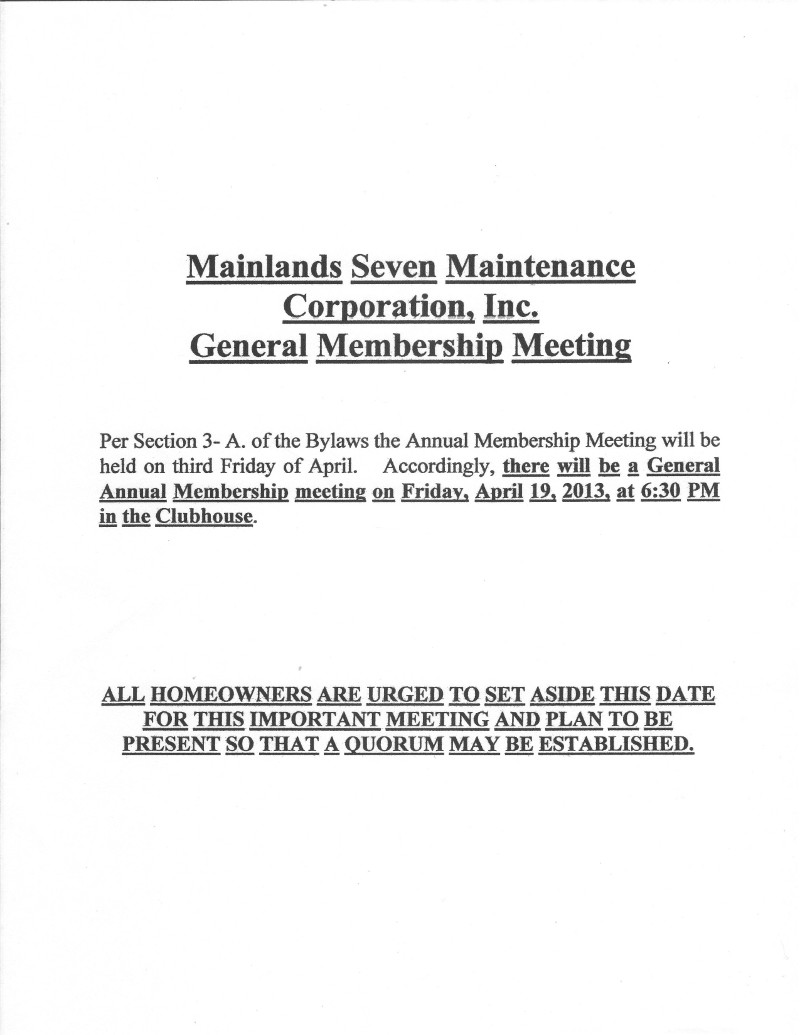 Mainlands Seven Maintenance
Corporation, Inc.
General Membership Meeting
Per Section 3- A. of the Bylaws the Annual Membership Meeting will be
held on third Friday of April. Accordingly, there will be a General
Annual Membership meeting on Friday, April 19, 2013, at 6:30 PM
in the Clubhouse.
ALL HOMEOWNERS ARE URGED TO SET ASIDE THIS DATE
FOR THIS IMPORTANT MEETING AND PLAN TO BE
PRESENT SO THAT A QUORUM MAY BE ESTABLISHED.